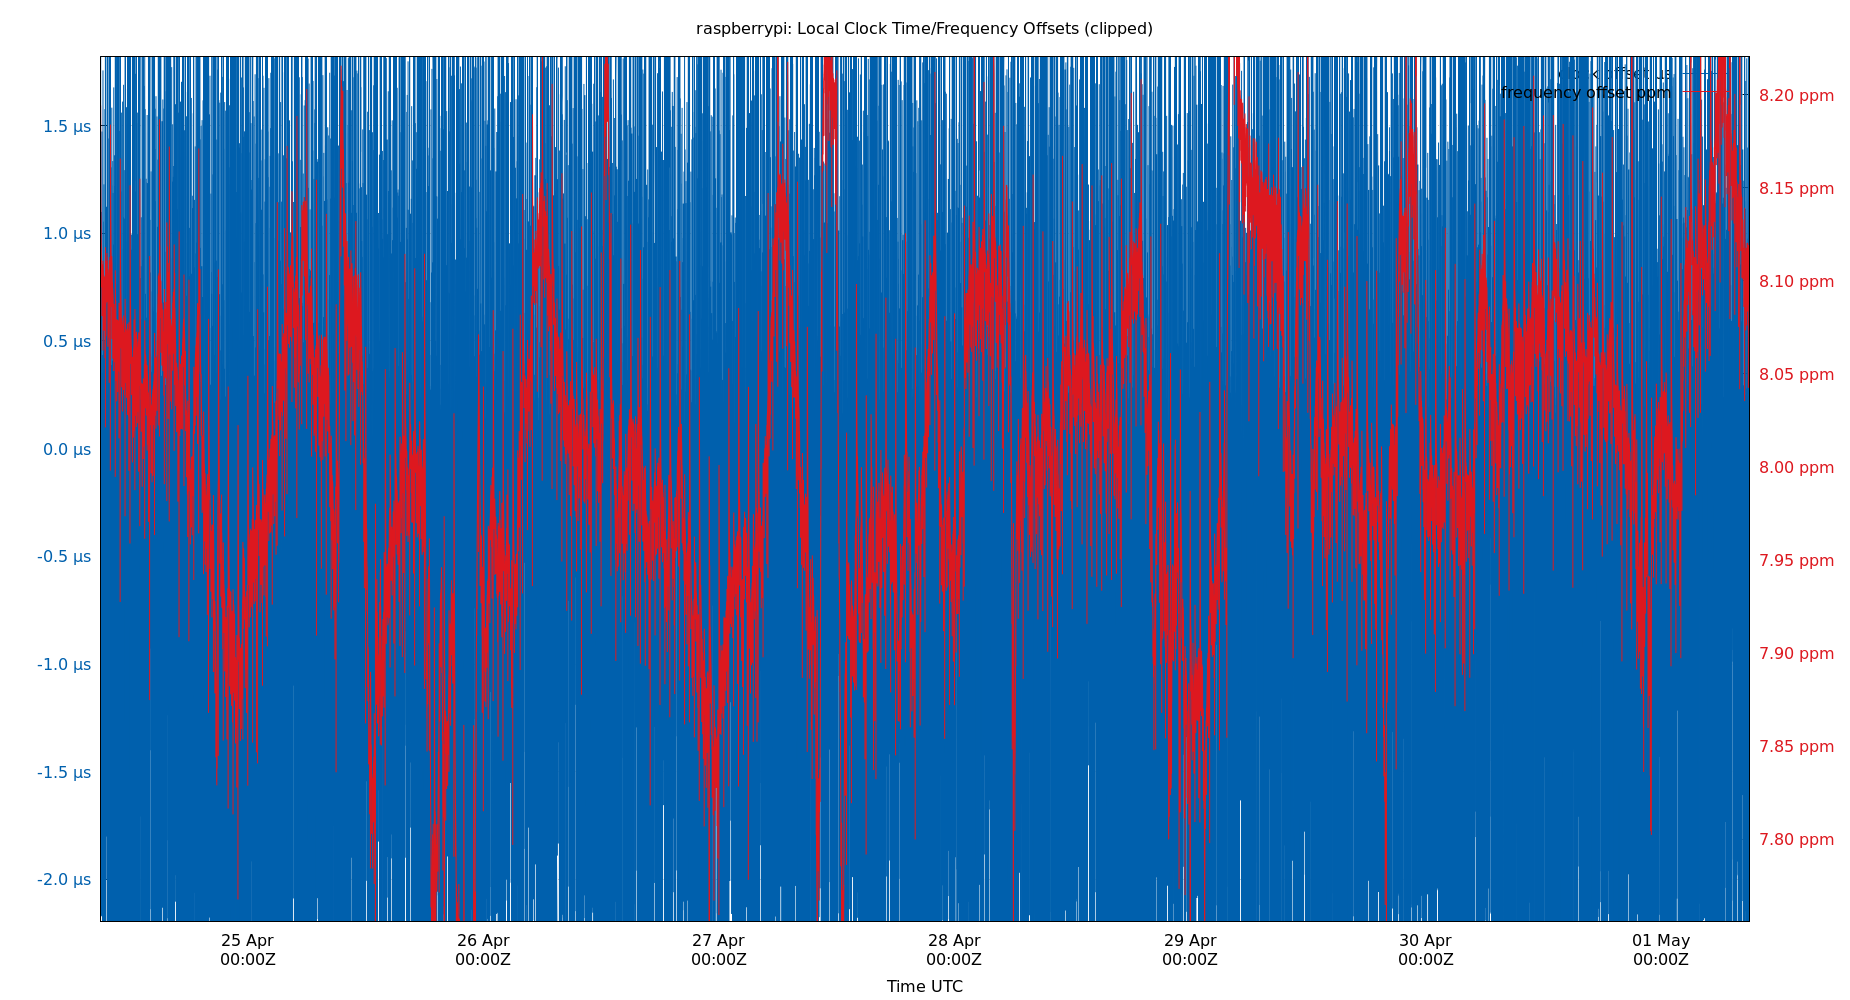 raspberrypi: Local Clock Time/Frequency Offsets (clipped)
clock offset µs
frequency offset ppm
1.5 µs
1.0 µs
0.5 µs
0.0 µs
-0.5 µs
-1.0 µs
-1.5 µs
-2.0 µs
8.20 ppm
8.15 ppm
8.10 ppm
8.05 ppm
8.00 ppm
7.95 ppm
7.90 ppm
7.85 ppm
7.80 ppm
25 Apr
00:00Z
26 Apr
00:00Z
27 Apr
00:00Z
28 Apr
00:00Z
29 Apr
00:00Z
30 Apr
00:00Z
01 May
00:00Z
Time UTC